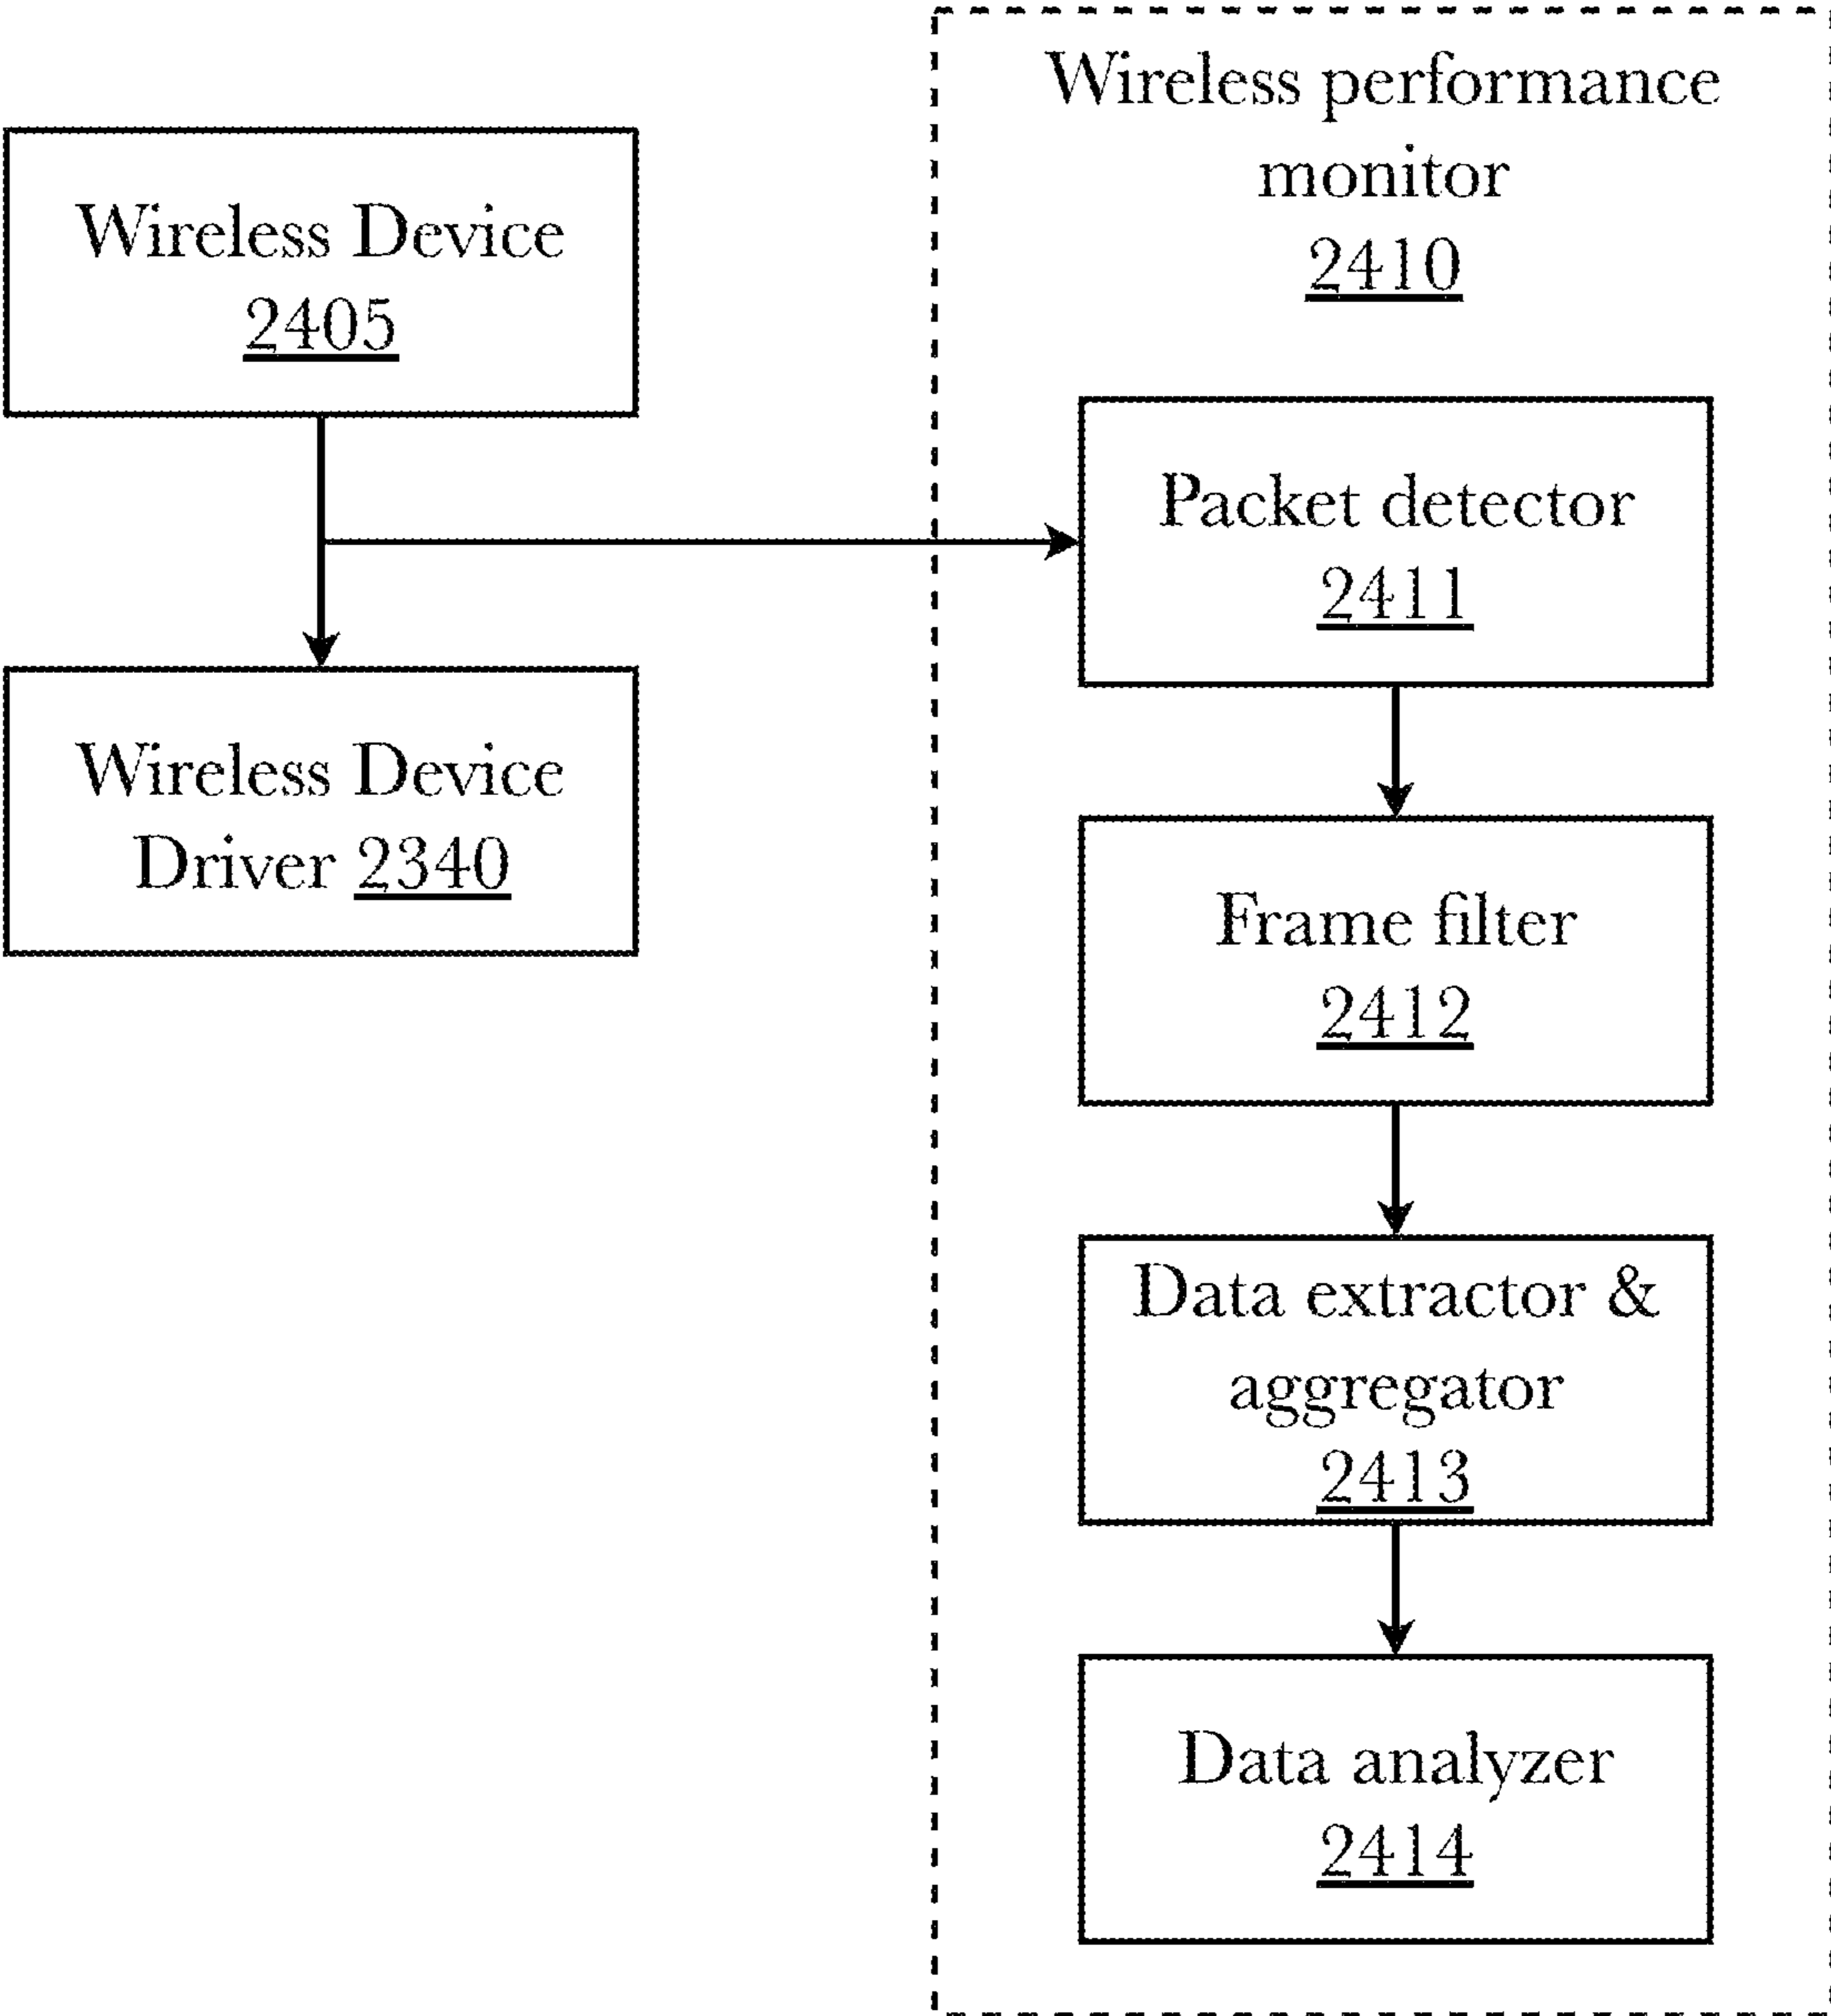 Wireless performance
monitor
2410
Wireless Device
2405
Packet detector
2411
Wireless Device
Driver 2340
Frame filter
2412
Data extractor &
aggregator
2413
Data analyzer
2414